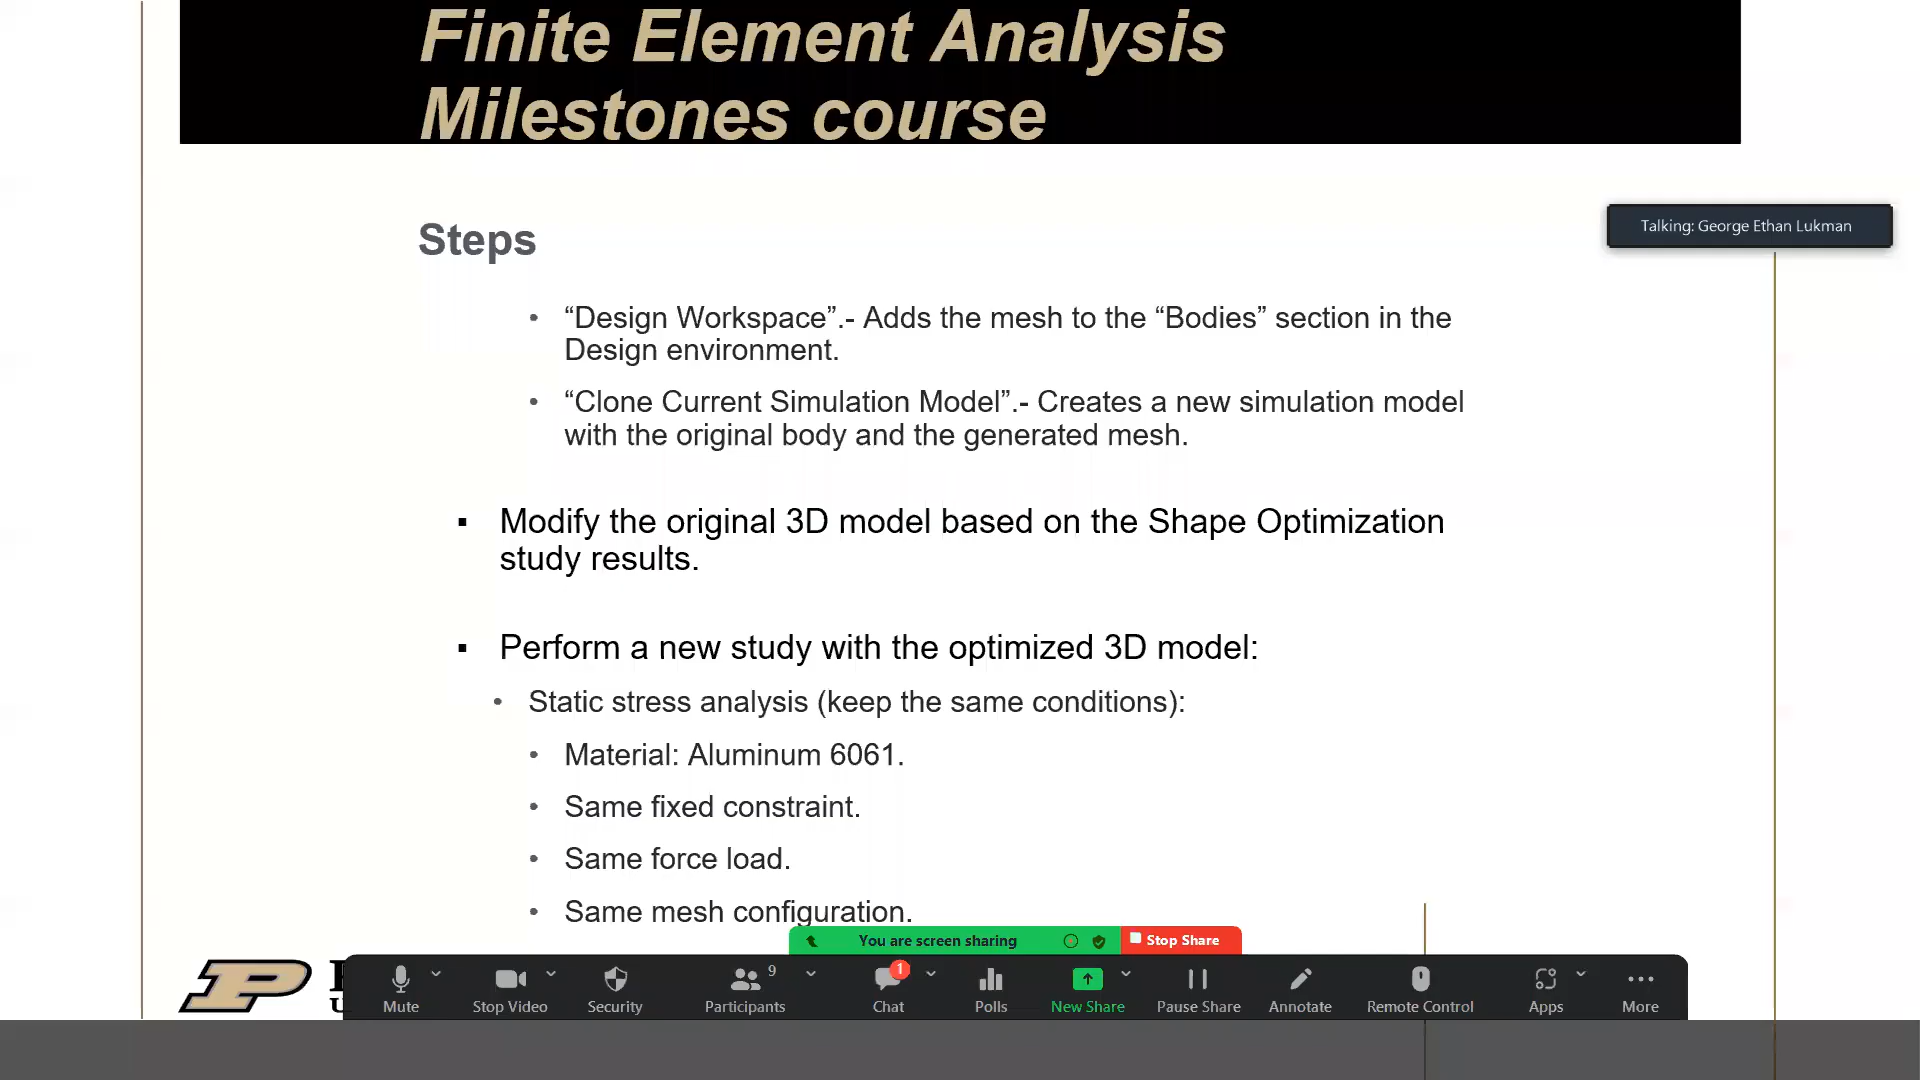 Finite Element Analysis
Milestones course
Talking: George Ethan Lukman
Steps
• “Design Workspace”.- Adds the mesh to the “Bodies” section in the
Design environment.
• “Clone Current Simulation Model”.- Creates a new simulation model
with the original body and the generated mesh.
▪ Modify the original 3D model based on the Shape Optimization
study results.
▪ Perform a new study with the optimized 3D model:
• Static stress analysis (keep the same conditions):
• Material: Aluminum 6061.
• Same fixed constraint.
• Same force load.
• Same mesh configuration.
You are screen sharing
Stop Share
P
Mute
Stop Video
Security
Participants 9
Chat 1
Polls
New Share
Pause Share
Annotate
Remote Control
Apps
More